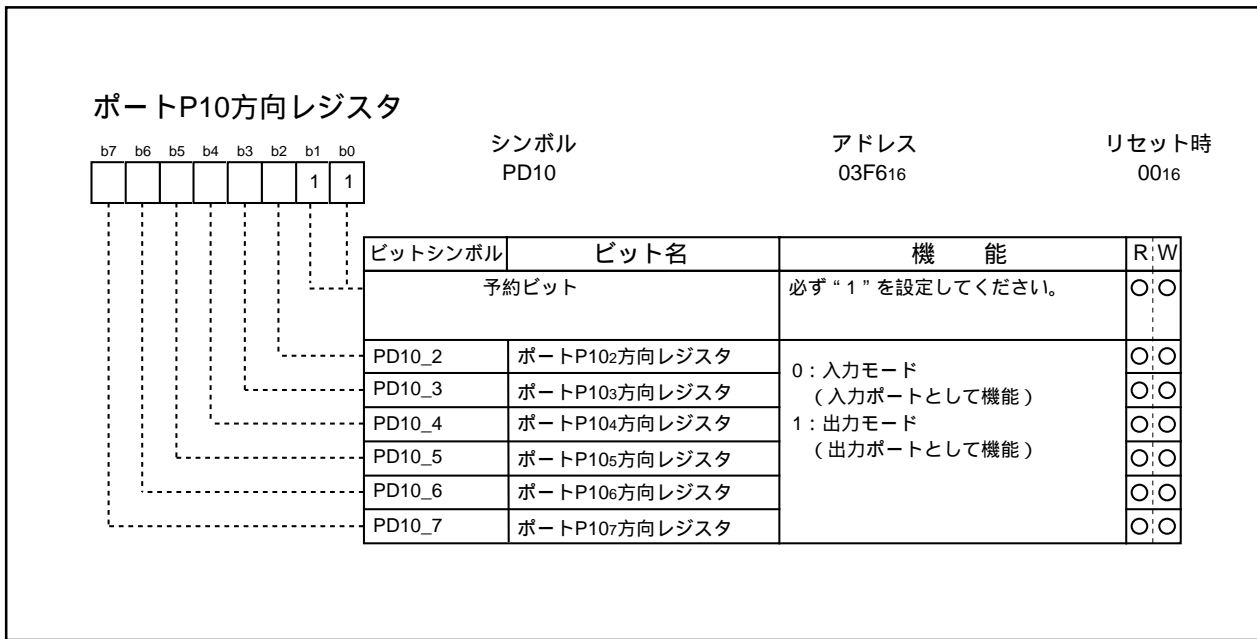 ポートP10方向レジスタ
シンボル アドレス リセット時
PD10 03F616 0016
b7 b6 b5 b4 b3 b2 b1 b0
1 1
ビットシンボル ビット名 機 能 R W
予約ビット 必ず“1”を設定してください。 ○ ○
PD10_2 ポートP102方向レジスタ ○ ○
0：入力モード
（入力ポートとして機能）
1：出力モード
（出力ポートとして機能）
PD10_3 ポートP103方向レジスタ ○ ○
PD10_4 ポートP104方向レジスタ ○ ○
PD10_5 ポートP105方向レジスタ ○ ○
PD10_6 ポートP106方向レジスタ ○ ○
PD10_7 ポートP107方向レジスタ ○ ○